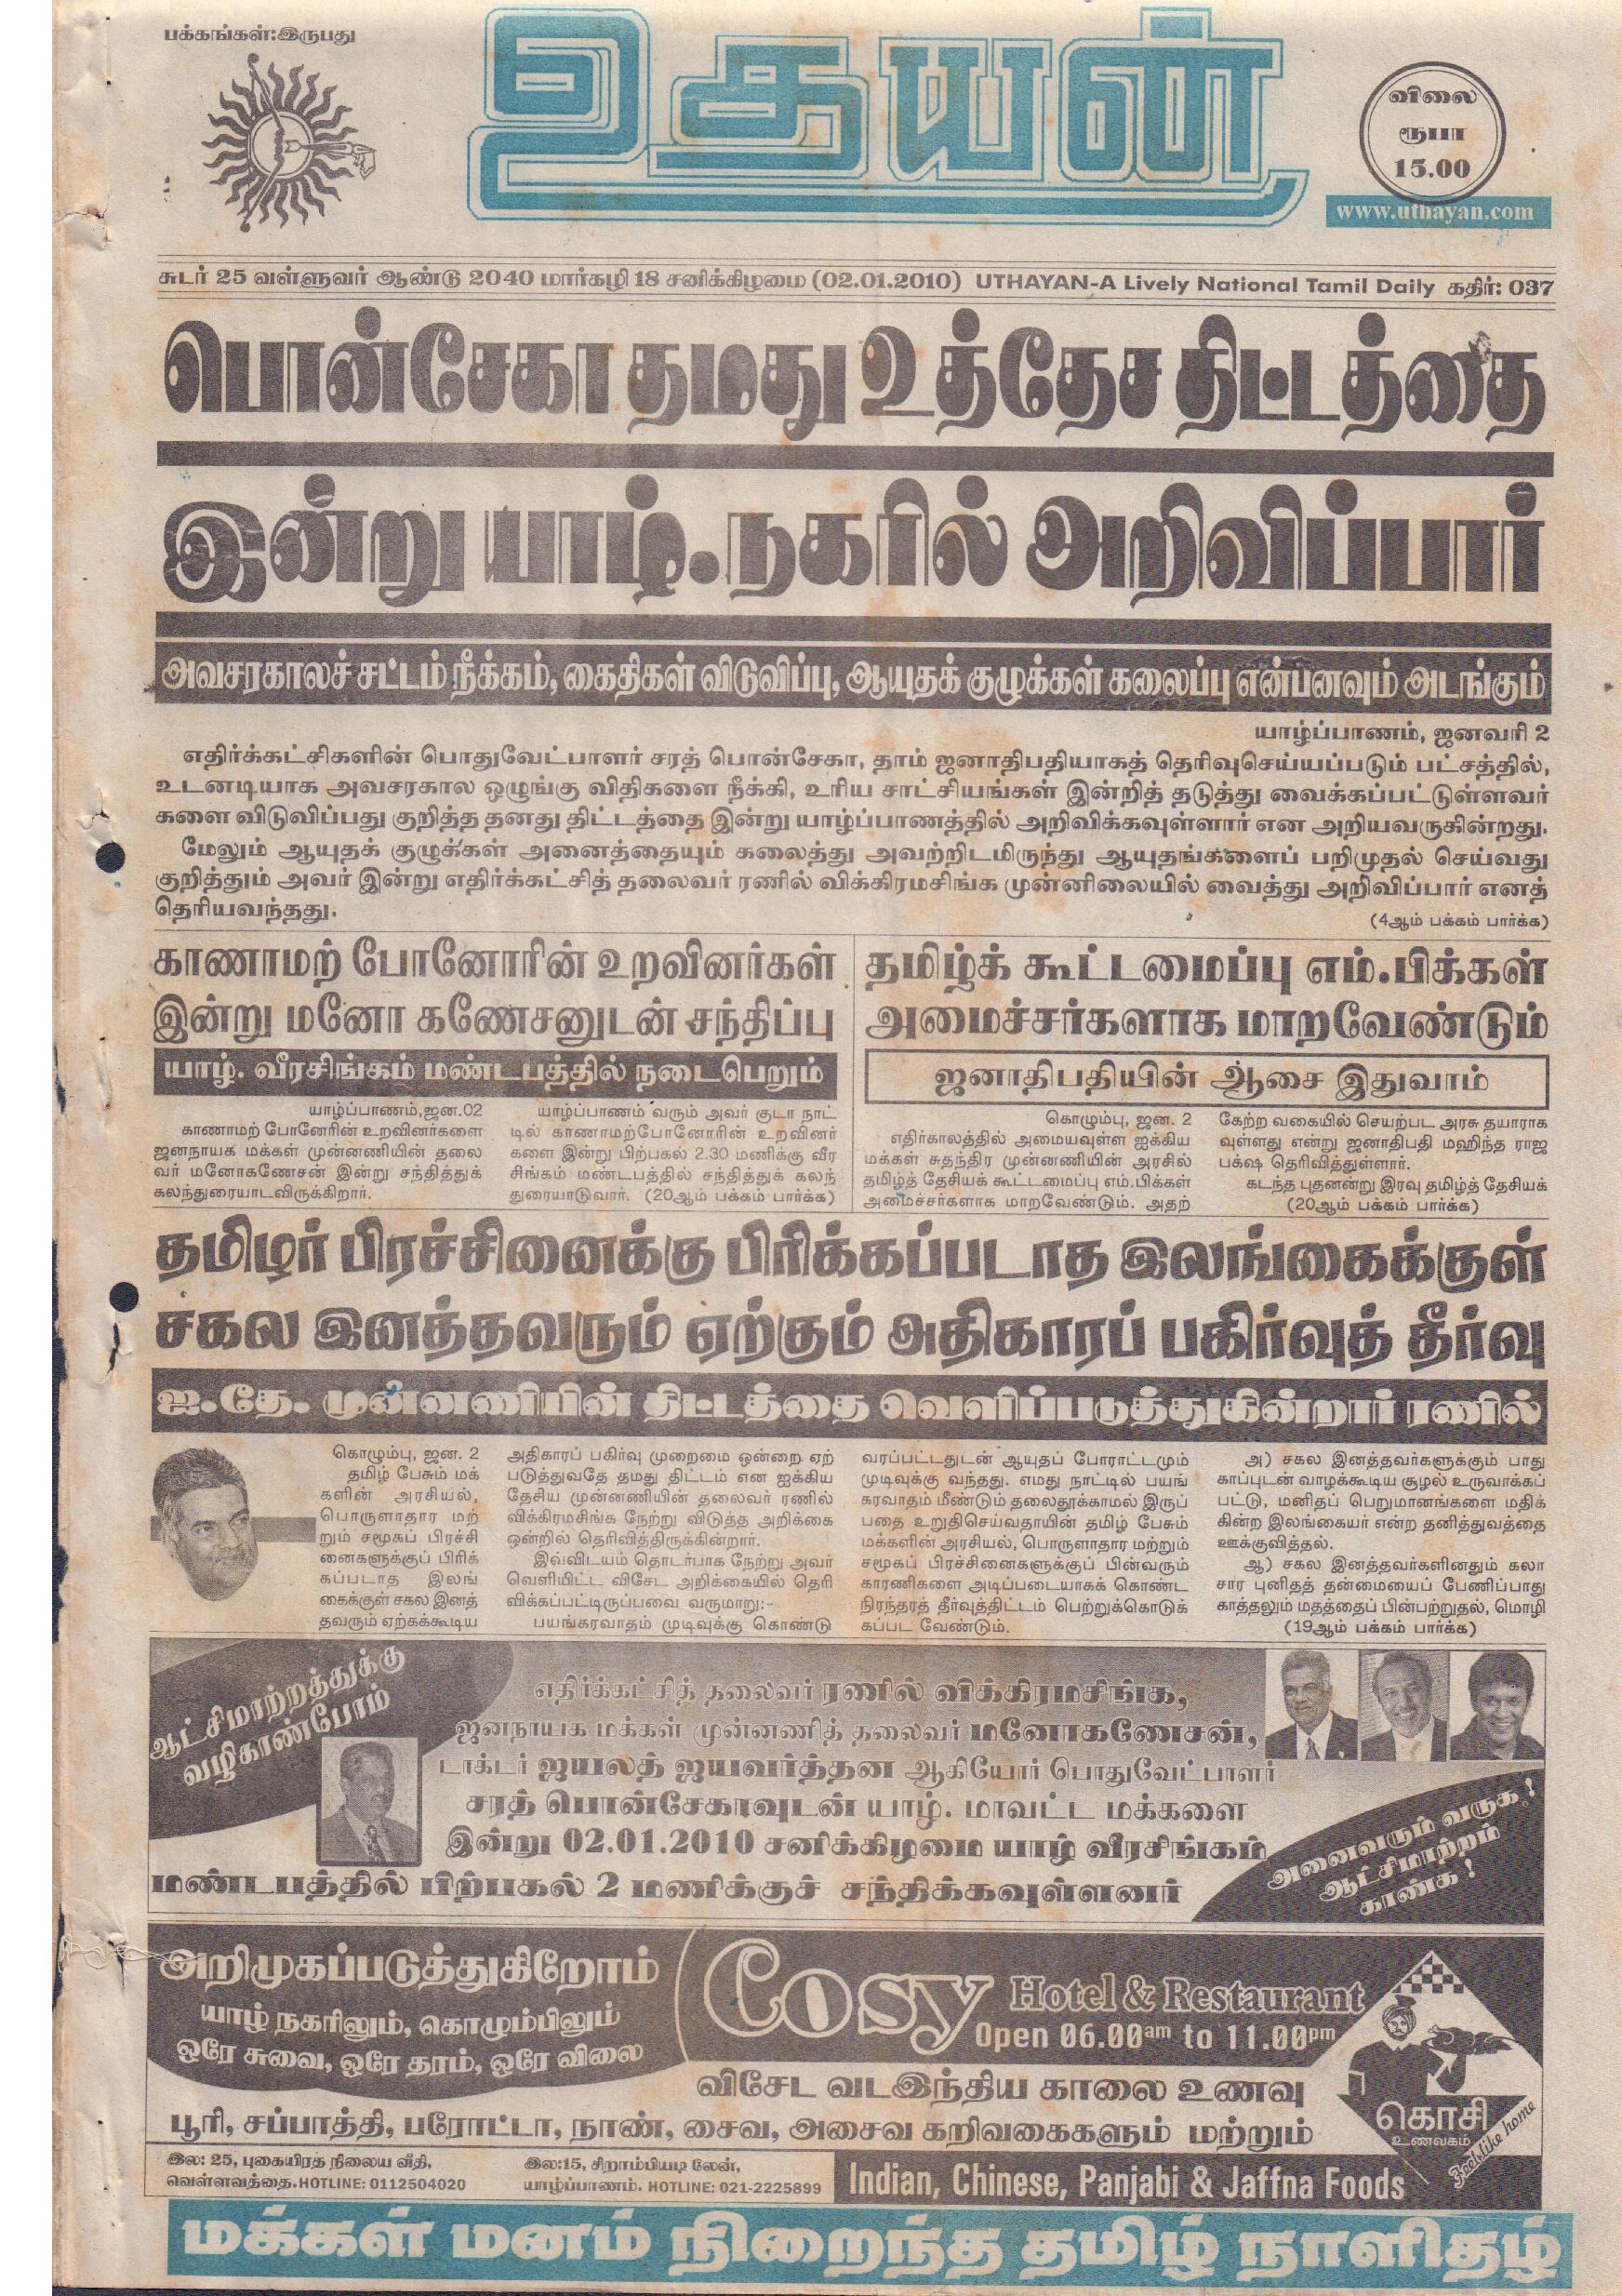 பக்கங்கள்:இருபது
உதயன்
விலை
ரூபா
15.00
www.uthayan.com
சுடர் 25 வள்ளுவர் ஆண்டு 2040 மார்கழி 18 சனிக்கிழமை (02.01.2010) UTHAYAN-A Lively National Tamil Daily கதிர்: 037
பொன்சேகா தமது உத்தேச திட்டத்தை
இன்று யாழ். நகரில் அறிவிப்பார்
அவசரகாலச் சட்டம் நீக்கம், கைதிகள் விடுவிப்பு, ஆயுதக் குழுக்கள் கலைப்பு என்பனவும் அடங்கும்
யாழ்ப்பாணம், ஜனவரி 2
எதிர்க்கட்சிகளின் பொதுவேட்பாளர் சரத் பொன்சேகா, தாம் ஜனாதிபதியாகத் தெரிவுசெய்யப்படும் பட்சத்தில்,
உடனடியாக அவசரகால ஒழுங்கு விதிகளை நீக்கி, உரிய சாட்சியங்கள் இன்றித் தடுத்து வைக்கப்பட்டுள்ளவர்
களை விடுவிப்பது குறித்த தனது திட்டத்தை இன்று யாழ்ப்பாணத்தில் அறிவிக்கவுள்ளார் என அறியவருகின்றது.
மேலும் ஆயுதக் குழுக்கள் அனைத்தையும் கலைத்து அவற்றிடமிருந்து ஆயுதங்களைப் பறிமுதல் செய்வது
குறித்தும் அவர் இன்று எதிர்க்கட்சித் தலைவர் ரணில் விக்கிரமசிங்க முன்னிலையில் வைத்து அறிவிப்பார் எனத்
தெரியவந்தது.
(4ஆம் பக்கம் பார்க்க)
காணாமற் போனோரின் உறவினர்கள்
இன்று மனோ கணேசனுடன் சந்திப்பு
யாழ். வீரசிங்கம் மண்டபத்தில் நடைபெறும்
யாழ்ப்பாணம்,ஜன.02
காணாமற் போனேரின் உறவினர்களை
ஜனநாயக மக்கள் முன்னணியின் தலை
வர் மனோகணேசன் இன்று சந்தித்துக்
கலந்துரையாடவிருக்கிறார்.
யாழ்ப்பாணம் வரும் அவர் குடா நாட்
டில் காணாமற்போனோரின் உறவினர்
களை இன்று பிற்பகல் 2.30 மணிக்கு வீர
சிங்கம் மண்டபத்தில் சந்தித்துக் கலந்
துரையாடுவார். (20ஆம் பக்கம் பார்க்க)
தமிழ்க் கூட்டமைப்பு எம்.பிக்கள்
அமைச்சர்களாக மாறவேண்டும்
ஜனாதிபதியின் ஆசை இதுவாம்
கொழும்பு, ஜன. 2
எதிர்காலத்தில் அமையவுள்ள ஐக்கிய
மக்கள் சுதந்திர முன்னணியின் அரசில்
தமிழ்த் தேசியக் கூட்டமைப்பு எம்.பிக்கள்
அமைச்சர்களாக மாறவேண்டும். அதற்
கேற்ற வகையில் செயற்பட அரசு தயாராக
வுள்ளது என்று ஜனாதிபதி மஹிந்த ராஜ
பக்ஷ தெரிவித்துள்ளார்.
கடந்த புதனன்று இரவு தமிழ்த் தேசியக்
(20ஆம் பக்கம் பார்க்க)
தமிழர் பிரச்சினைக்கு பிரிக்கப்படாத இலங்கைக்குள்
சகல இனத்தவரும் ஏற்கும் அதிகாரப் பகிர்வுத் தீர்வு
ஐ.தே. முன்னணியின் திட்டத்தை வெளிப்படுத்துகின்றார் ரணில்
கொழும்பு, ஜன. 2
தமிழ் பேசும் மக்
களின் அரசியல்,
பொருளாதார மற்
றும் சமூகப் பிரச்சி
னைகளுக்குப் பிரிக்
கப்படாத இலங்
கைக்குள் சகல இனத்
தவரும் ஏற்கக்கூடிய
அதிகாரப் பகிர்வு முறைமை ஒன்றை ஏற்
படுத்துவதே தமது திட்டம் என ஐக்கிய
தேசிய முன்னணியின் தலைவர் ரணில்
விக்கிரமசிங்க நேற்று விடுத்த அறிக்கை
ஒன்றில் தெரிவித்திருக்கின்றார்.
இவ்விடயம் தொடர்பாக நேற்று அவர்
வெளியிட்ட விசேட அறிக்கையில் தெரி
விக்கப்பட்டிருப்பவை வருமாறு:-
பயங்கரவாதம் முடிவுக்கு கொண்டு
வரப்பட்டதுடன் ஆயுதப் போராட்டமும்
முடிவுக்கு வந்தது. எமது நாட்டில் பயங்
கரவாதம் மீண்டும் தலைதூக்காமல் இருப்
பதை உறுதிசெய்வதாயின் தமிழ் பேசும்
மக்களின் அரசியல், பொருளாதார மற்றும்
சமூகப் பிரச்சினைகளுக்குப் பின்வரும்
காரணிகளை அடிப்படையாகக் கொண்ட
நிரந்தரத் தீர்வுத்திட்டம் பெற்றுக்கொடுக்
கப்பட வேண்டும்.
அ) சகல இனத்தவர்களுக்கும் பாது
காப்புடன் வாழக்கூடிய சூழல் உருவாக்கப்
பட்டு, மனிதப் பெறுமானங்களை மதிக்
கின்ற இலங்கையர் என்ற தனித்துவத்தை
ஊக்குவித்தல்.
ஆ) சகல இனத்தவர்களினதும் கலா
சார புனிதத் தன்மையைப் பேணிப்பாது
காத்தலும் மதத்தைப் பின்பற்றுதல், மொழி
(19ஆம் பக்கம் பார்க்க)
ஆட்சிமாற்றத்துக்கு
வழிகாண்போம்
எதிர்க்கட்சித் தலைவர் ரணில் விக்கிரமசிங்க,
ஜனநாயக மக்கள் முன்னணித் தலைவர் மனோகணேசன்,
டாக்டர் ஜயலத் ஜயவர்த்தன ஆகியோர் பொதுவேட்பாளர்
சரத் பொன்சேகாவுடன் யாழ். மாவட்ட மக்களை
இன்று 02.01.2010 சனிக்கிழமை யாழ் வீரசிங்கம்
மண்டபத்தில் பிற்பகல் 2 மணிக்குச் சந்திக்கவுள்ளனர்
அனைவரும் வருக!
ஆட்சிமாற்றம்
காண்க!
அறிமுகப்படுத்துகிறோம்
யாழ் நகரிலும், கொழும்பிலும்
ஒரே சுவை, ஒரே தரம், ஒரே விலை
Cosy Hotel & Restaurant
Open 06.00am to 11.00pm
விசேட வடஇந்திய காலை உணவு
பூரி, சப்பாத்தி, பரோட்டா, நாண், சைவ, அசைவ கறிவகைகளும் மற்றும்
கொசி
உணவகம்
Feel like home
இல: 25, புகையிரத நிலைய வீதி,
வெள்ளவத்தை.HOTLINE: 0112504020
இல:15, சிறாம்பியடி லேன்,
யாழ்ப்பாணம். HOTLINE: 021-2225899
Indian, Chinese, Panjabi & Jaffna Foods
மக்கள் மனம் நிறைந்த தமிழ் நாளிதழ்